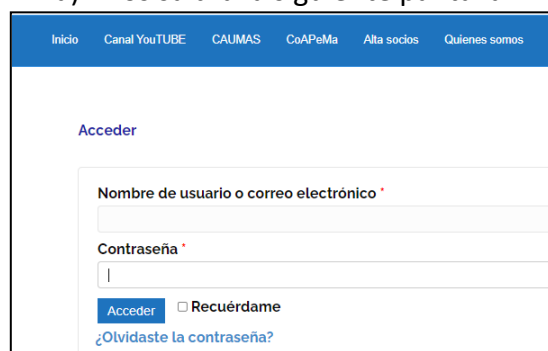 Inicio Canal YouTUBE CAUMAS CoAPeMa Alta socios Quienes somos
Acceder
Nombre de usuario o correo electrónico *
Contraseña *
Acceder Recuérdame
¿Olvidaste la contraseña?